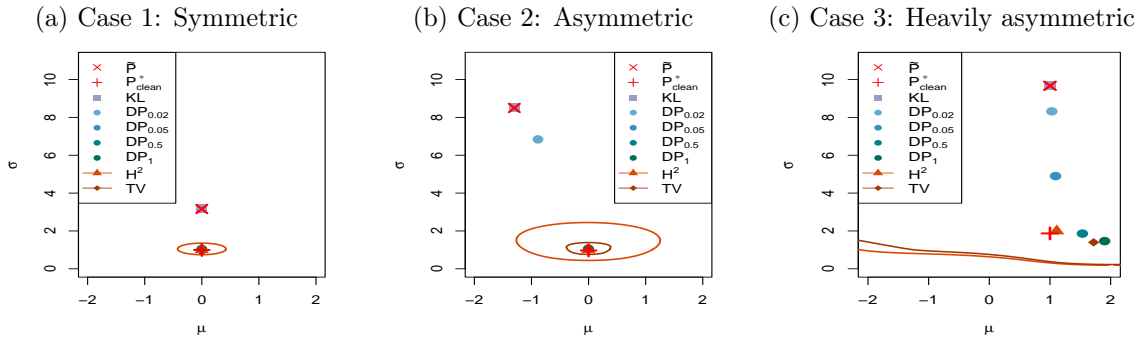 (a) Case 1: Symmetric
(b) Case 2: Asymmetric
(c) Case 3: Heavily asymmetric
P̃
P*clean
KL
DP0.02
DP0.05
DP0.5
DP1
H²
TV
σ
10
8
6
4
2
0
−2 −1 0 1 2
μ
P̃
P*clean
KL
DP0.02
DP0.05
DP0.5
DP1
H²
TV
σ
10
8
6
4
2
0
−2 −1 0 1 2
μ
P̃
P*clean
KL
DP0.02
DP0.05
DP0.5
DP1
H²
TV
σ
10
8
6
4
2
0
−2 −1 0 1 2
μ